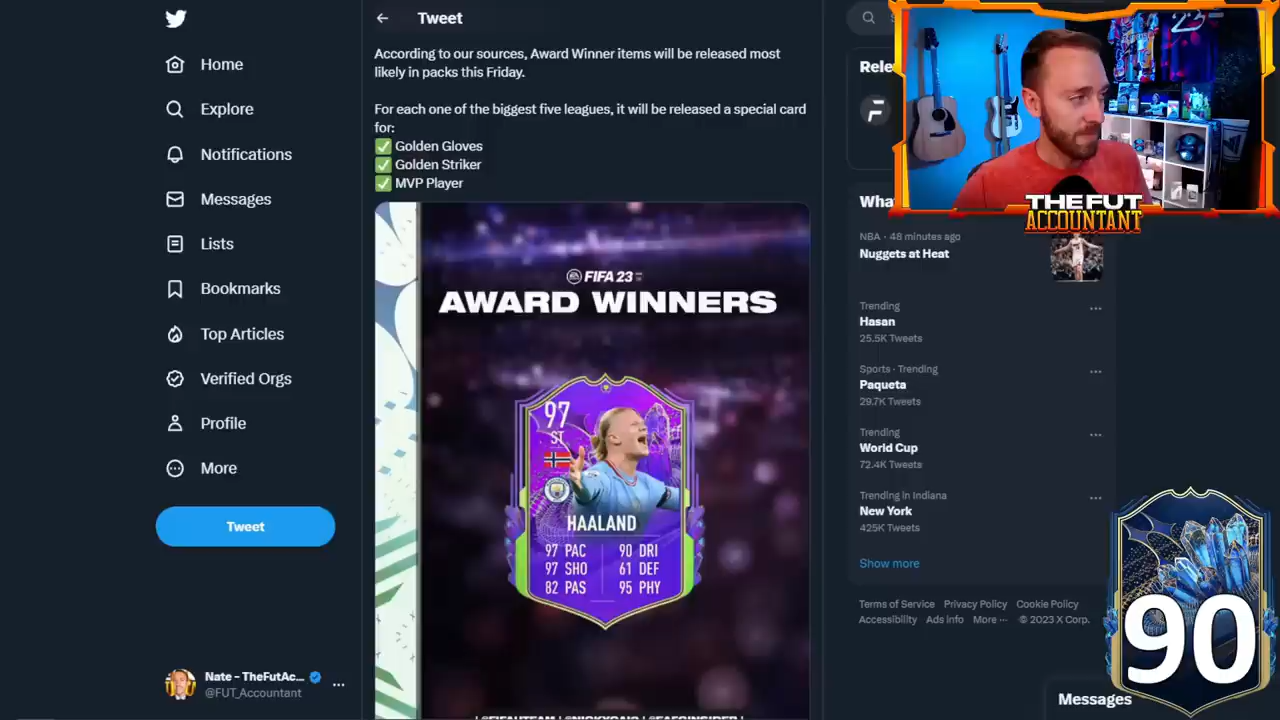 Tweet
Home
Explore
Notifications
Messages
Lists
Bookmarks
Top Articles
Verified Orgs
Profile
More
Tweet
Nate - TheFutAc...
@FUT_Accountant
According to our sources, Award Winner items will be released most
likely in packs this Friday.
For each one of the biggest five leagues, it will be released a special card
for:
✅ Golden Gloves
✅ Golden Striker
✅ MVP Player
FIFA 23
AWARD WINNERS
97
ST
HAALAND
97 PAC 90 DRI
97 SHO 61 DEF
82 PAS 95 PHY
THE FUT
ACCOUNTANT
NBA · 48 minutes ago
Nuggets at Heat
Trending
Hasan
25.5K Tweets
Sports · Trending
Paqueta
29.7K Tweets
Trending
World Cup
72.4K Tweets
Trending in Indiana
New York
425K Tweets
Show more
Terms of Service Privacy Policy Cookie Policy
Accessibility Ads info More ··· © 2023 X Corp.
90
Messages